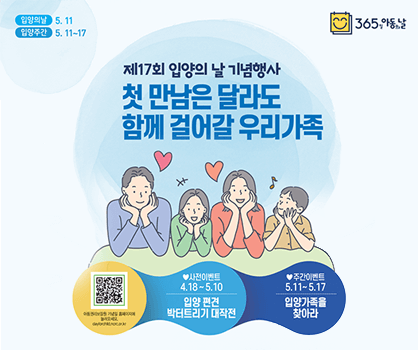 입양의날 5. 11
입양주간 5. 11~17
365일 아동의 날
제17회 입양의 날 기념행사
첫 만남은 달라도
함께 걸어갈 우리가족
♥사전이벤트
4.18 ~ 5.10
입양 편견
박터트리기 대작전
♥주간이벤트
5.11 ~ 5.17
입양가족을
찾아라